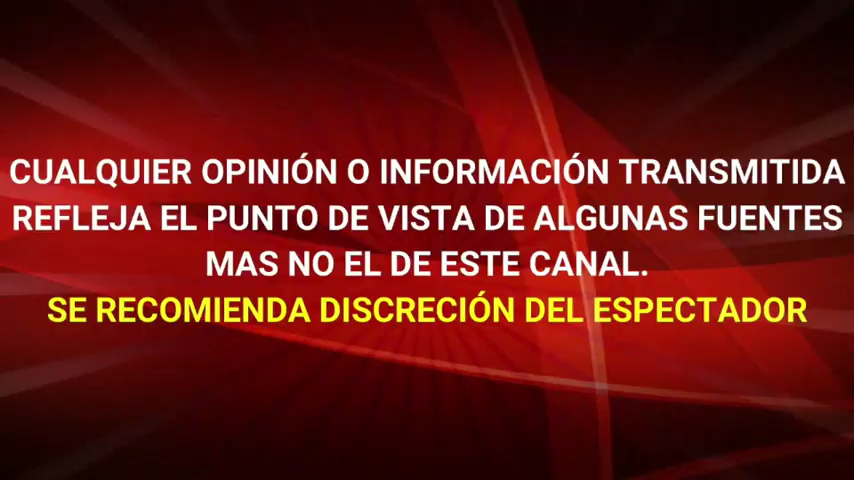 CUALQUIER OPINIÓN O INFORMACIÓN TRANSMITIDA
REFLEJA EL PUNTO DE VISTA DE ALGUNAS FUENTES
MAS NO EL DE ESTE CANAL.
SE RECOMIENDA DISCRECIÓN DEL ESPECTADOR